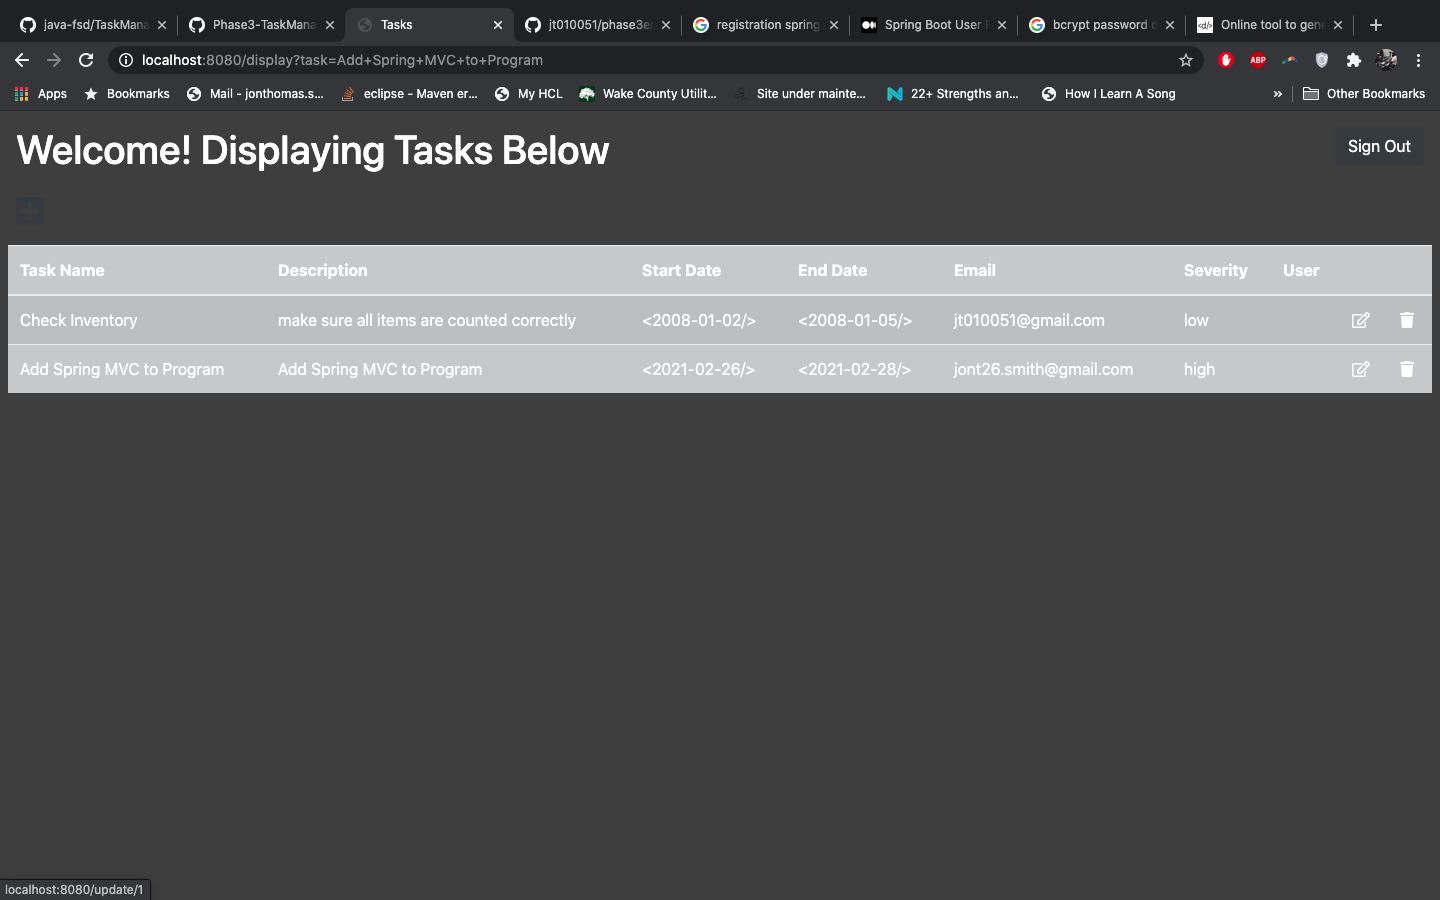 java-fsd/TaskMana
Phase3-TaskMana
Tasks
jt010051/phase3e
registration spring
Spring Boot User
bcrypt password d
Online tool to gene
localhost:8080/display?task=Add+Spring+MVC+to+Program
ABP
Apps
Bookmarks
Mail - jonthomas.s...
eclipse - Maven er...
My HCL
Wake County Utilit...
Site under mainte...
22+ Strengths an...
How I Learn A Song
»
Other Bookmarks
Welcome! Displaying Tasks Below
Sign Out
Task Name Description Start Date End Date Email Severity User
Check Inventory make sure all items are counted correctly <2008-01-02/> <2008-01-05/> jt010051@gmail.com low
Add Spring MVC to Program Add Spring MVC to Program <2021-02-26/> <2021-02-28/> jont26.smith@gmail.com high
localhost:8080/update/1